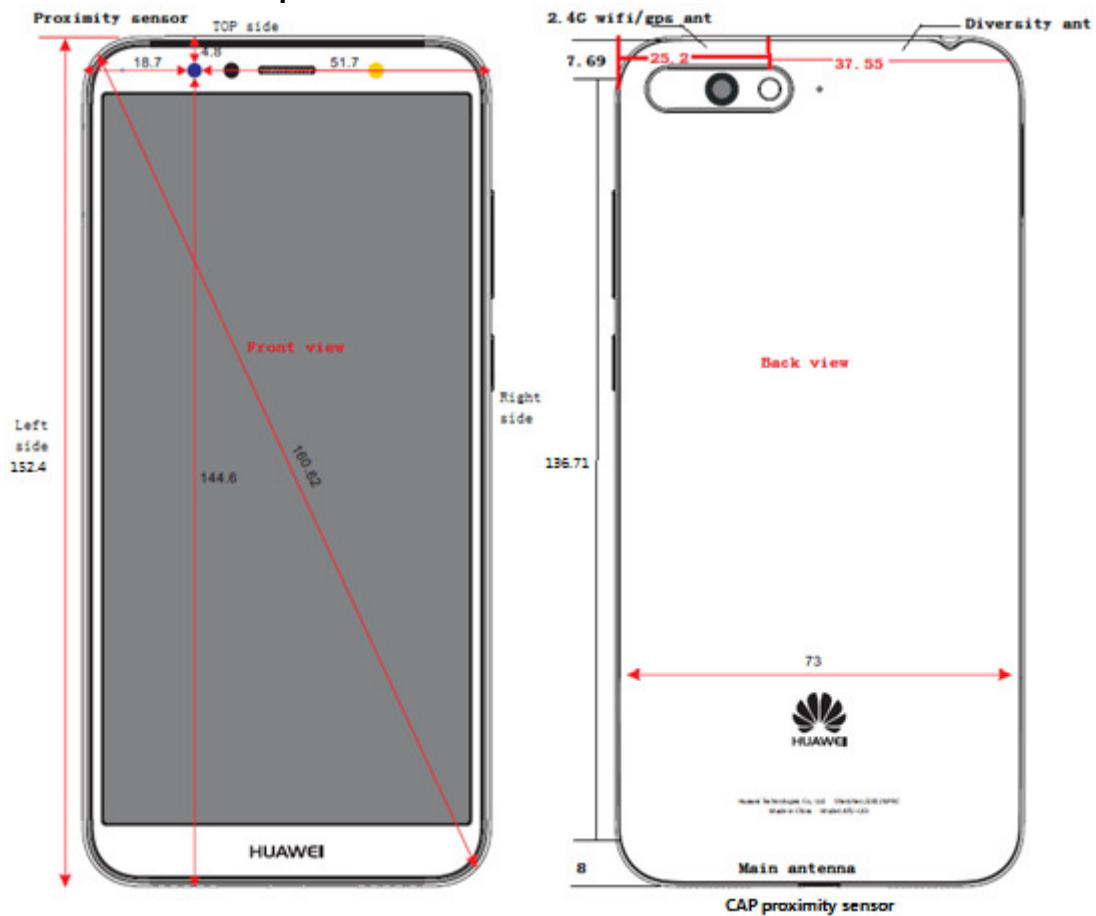 Proximity sensor
TOP side
4.8
18.7
51.7
Front view
Left
side
152.4
144.6
160.62
Right
side
HUAWEI
2.4G wifi/gps ant
Diversity ant
7.69
25.2
37.55
Back view
136.71
73
HUAWEI
8
Main antenna
CAP proximity sensor